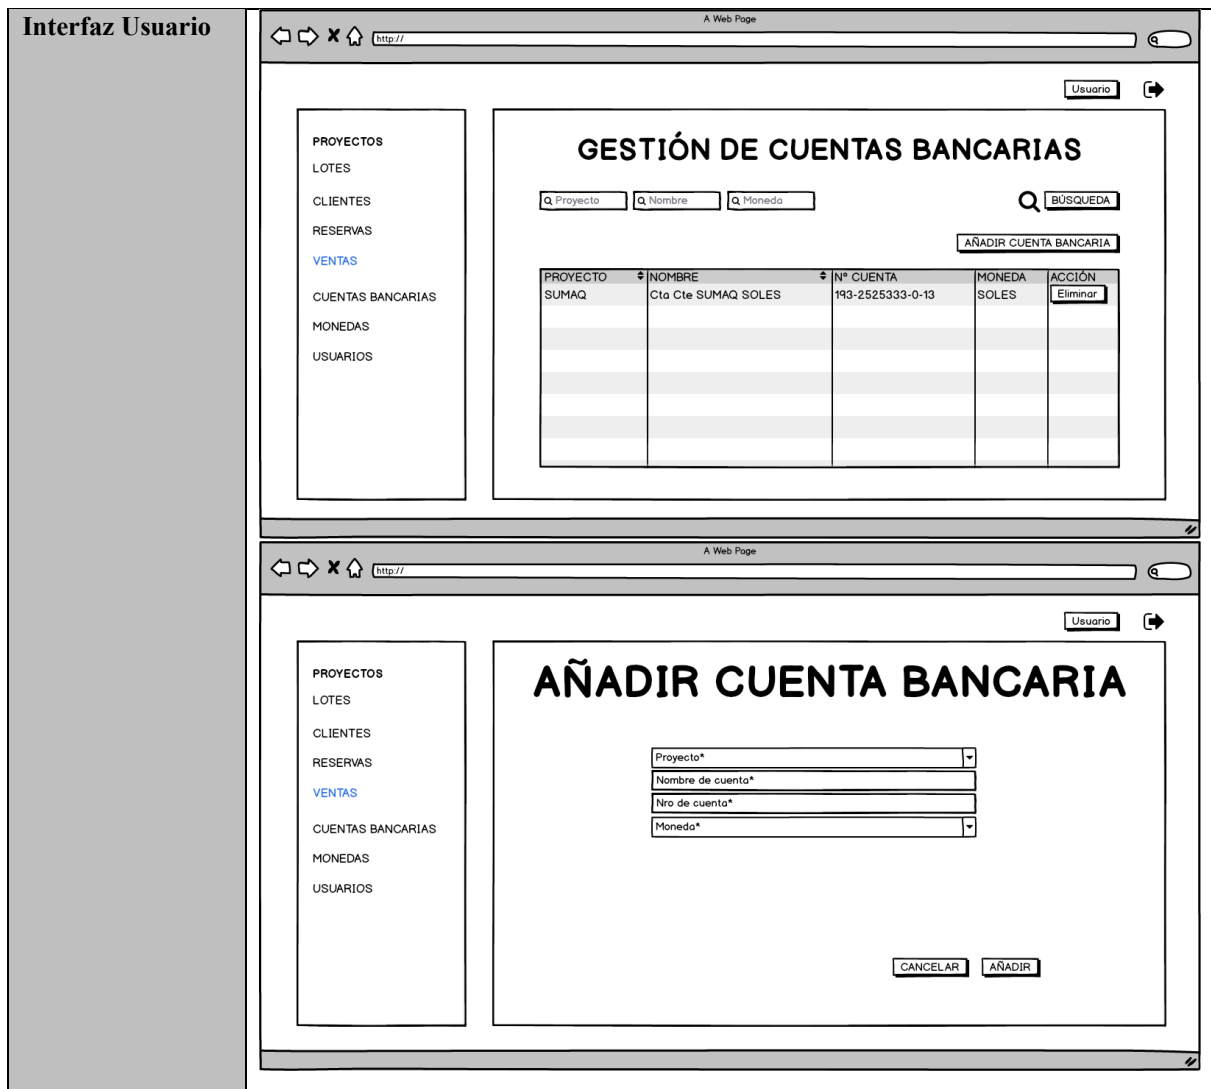 Interfaz Usuario
A Web Page
http://
Usuario
PROYECTOS
LOTES
CLIENTES
RESERVAS
VENTAS
CUENTAS BANCARIAS
MONEDAS
USUARIOS
GESTIÓN DE CUENTAS BANCARIAS
Proyecto Nombre Moneda BÚSQUEDA
AÑADIR CUENTA BANCARIA
PROYECTO NOMBRE Nº CUENTA MONEDA ACCIÓN
SUMAQ Cta Cte SUMAQ SOLES 193-2525333-0-13 SOLES Eliminar
A Web Page
http://
Usuario
PROYECTOS
LOTES
CLIENTES
RESERVAS
VENTAS
CUENTAS BANCARIAS
MONEDAS
USUARIOS
AÑADIR CUENTA BANCARIA
Proyecto*
Nombre de cuenta*
Nro de cuenta*
Moneda*
CANCELAR AÑADIR